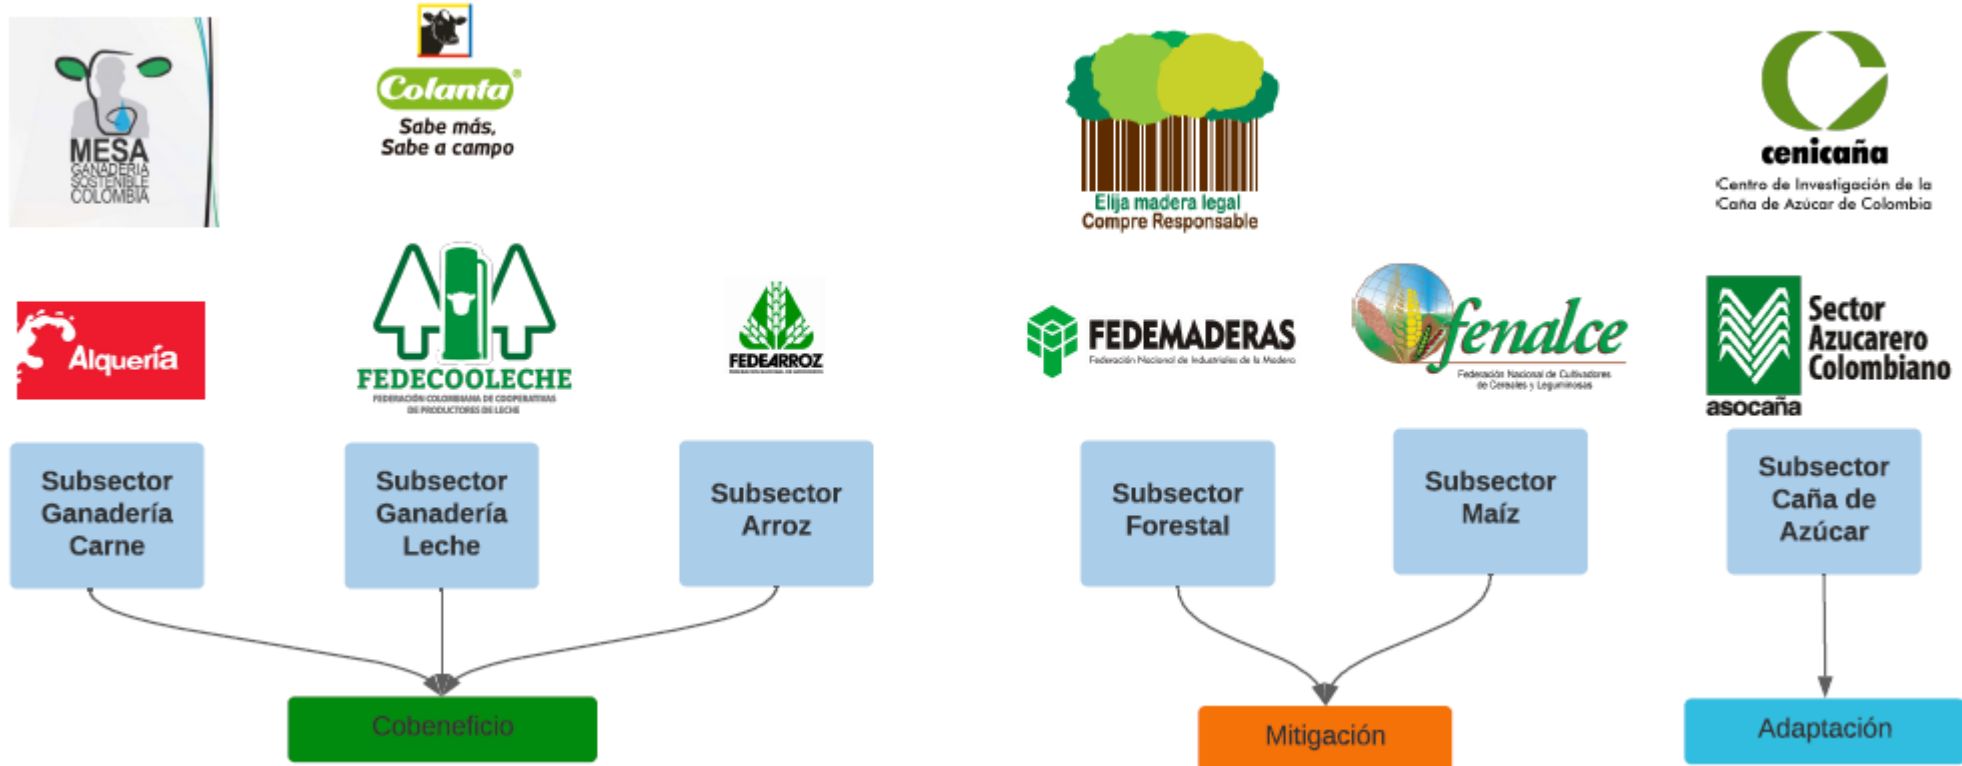 MESA
GANADERÍA
SOSTENIBLE
COLOMBIA
Colanta®
Sabe más,
Sabe a campo
Elija madera legal
Compre Responsable
cenicaña
Centro de Investigación de la
Caña de Azúcar de Colombia
Alquería
FEDECOOLECHE
FEDERACIÓN COLOMBIANA DE COOPERATIVAS
DE PRODUCTORES DE LECHE
FEDEARROZ
FEDEMADERAS
Federación Nacional de Industriales de la Madera
fenalce
Federación Nacional de Cultivadores
de Cereales y Leguminosas
Sector
Azucarero
Colombiano
asocaña
Subsector
Ganadería
Carne
Subsector
Ganadería
Leche
Subsector
Arroz
Subsector
Forestal
Subsector
Maíz
Subsector
Caña de
Azúcar
Cobeneficio
Mitigación
Adaptación